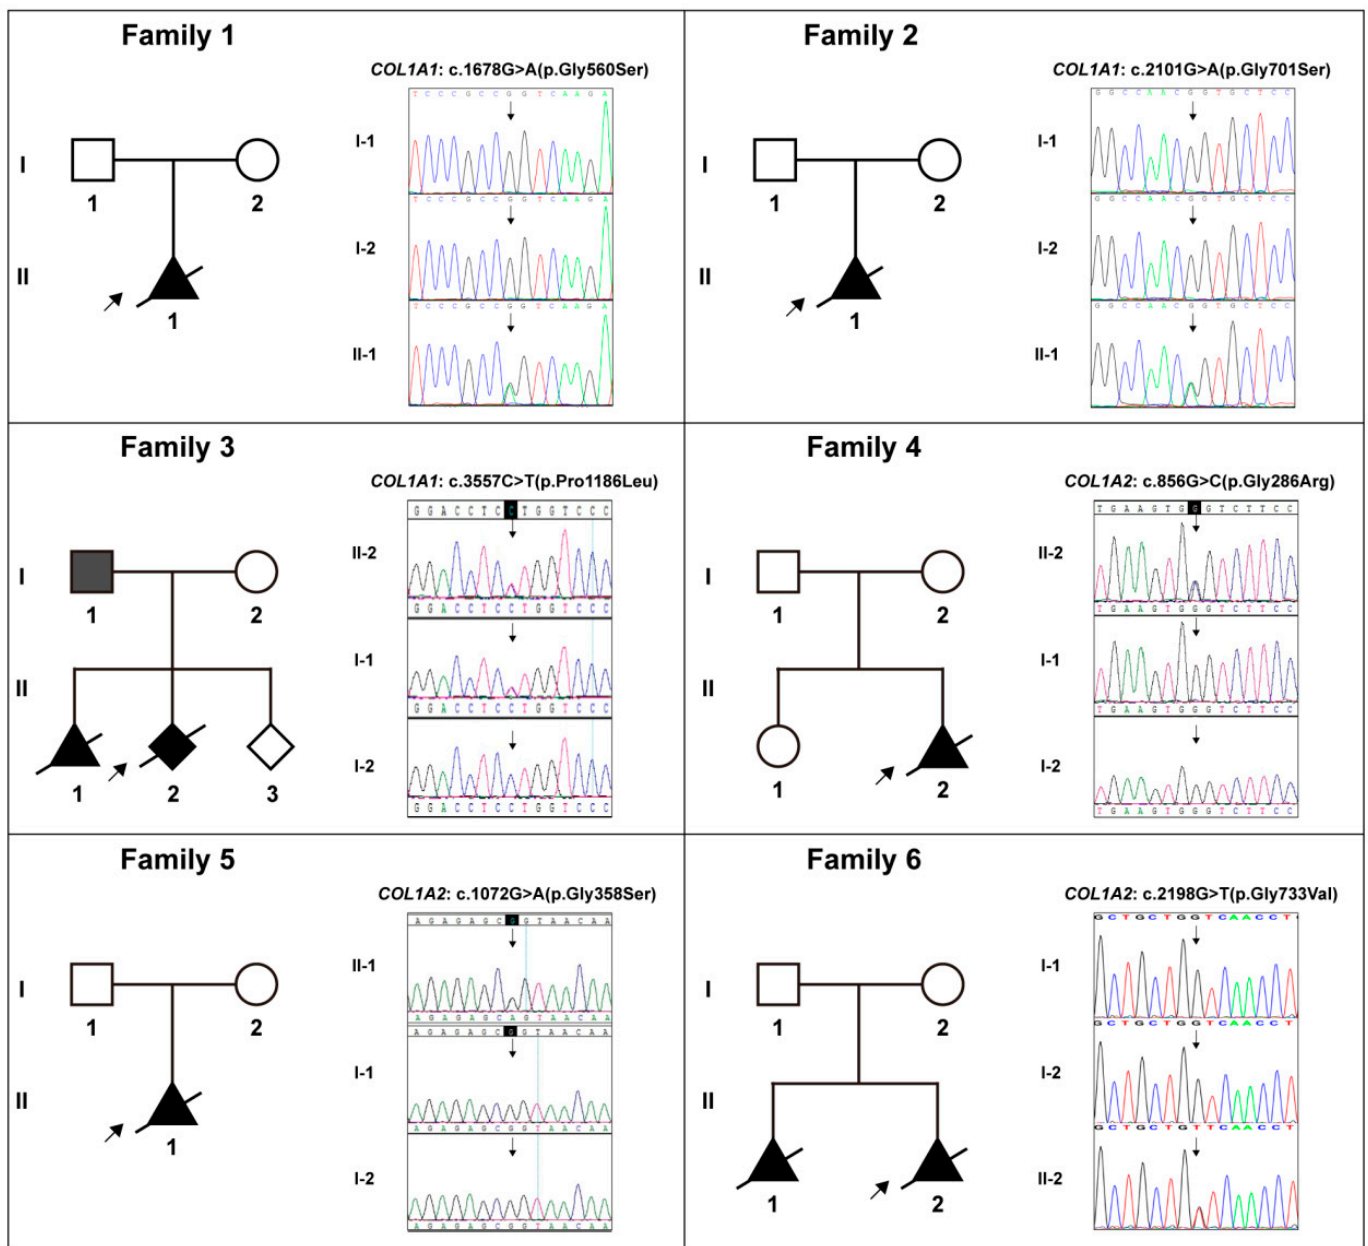 Family 1
COL1A1: c.1678G>A(p.Gly560Ser)
T C C C G C C G G T C A A G A
I-1
I
1
2
T C C C G C C G G T C A A G A
I-2
II
T C C C G C C G G T C A A G A
1
II-1
Family 2
COL1A1: c.2101G>A(p.Gly701Ser)
G G C C A A C G G T G C T C C
I-1
I
1
2
G G C C A A C G G T G C T C C
I-2
II
G G C C A A C G G T G C T C C
1
II-1
Family 3
COL1A1: c.3557C>T(p.Pro1186Leu)
G G A C C T C C T G G T C C C
II-2
I
1
2
G G A C C T C C T G G T C C C
I-1
II
G G A C C T C C T G G T C C C
I-2
1
2
3
G G A C C T C C T G G T C C C
Family 4
COL1A2: c.856G>C(p.Gly286Arg)
T G A A G T G G G T C T T C C
II-2
I
1
2
T G A A G T G G G T C T T C C
I-1
II
T G A A G T G G G T C T T C C
I-2
1
2
T G A A G T G G G T C T T C C
Family 5
COL1A2: c.1072G>A(p.Gly358Ser)
A G A G A G C G G T A A C A A
II-1
I
1
2
A G A G A G C A G T A A C A A
A G A G A G C G G T A A C A A
I-1
II
A G A G A G C G G T A A C A A
1
I-2
A G A G A G C G G T A A C A A
Family 6
COL1A2: c.2198G>T(p.Gly733Val)
G C T G C T G G T C A A C C T
I-1
I
1
2
G C T G C T G G T C A A C C T
I-2
II
G C T G C T G T T C A A C C T
II-2
1
2